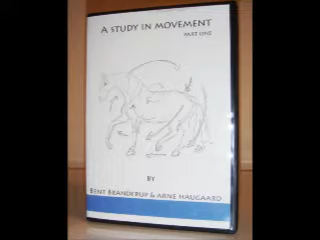 A STUDY IN MOVEMENT
PART ONE
BY
BENT BRANDERUP & ARNE HAUGAARD